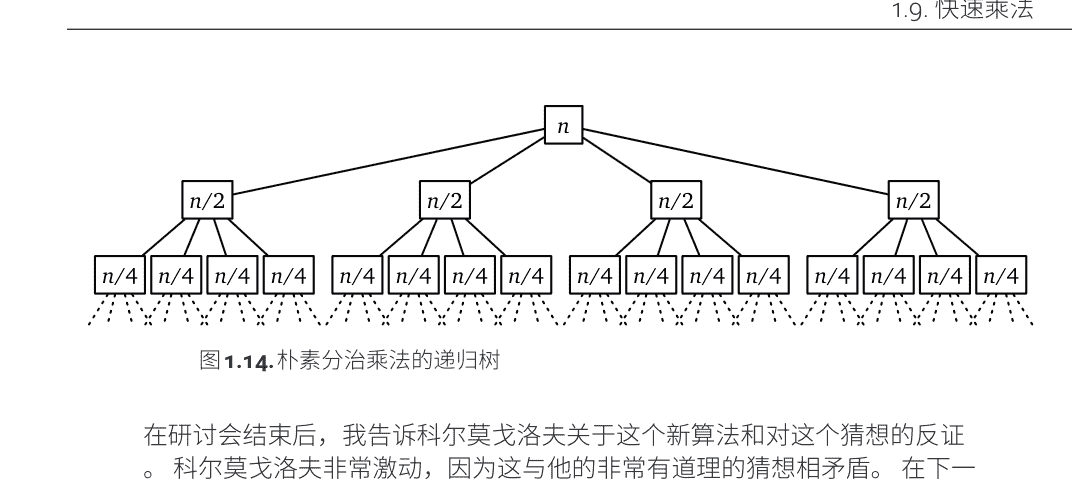 1.9. 快速乘法
n
n/2 n/2 n/2 n/2
n/4 n/4 n/4 n/4 n/4 n/4 n/4 n/4 n/4 n/4 n/4 n/4 n/4 n/4 n/4 n/4
图1.14. 朴素分治乘法的递归树
在研讨会结束后，我告诉科尔莫戈洛夫关于这个新算法和对这个猜想的反证
。 科尔莫戈洛夫非常激动，因为这与他的非常有道理的猜想相矛盾。 在下一